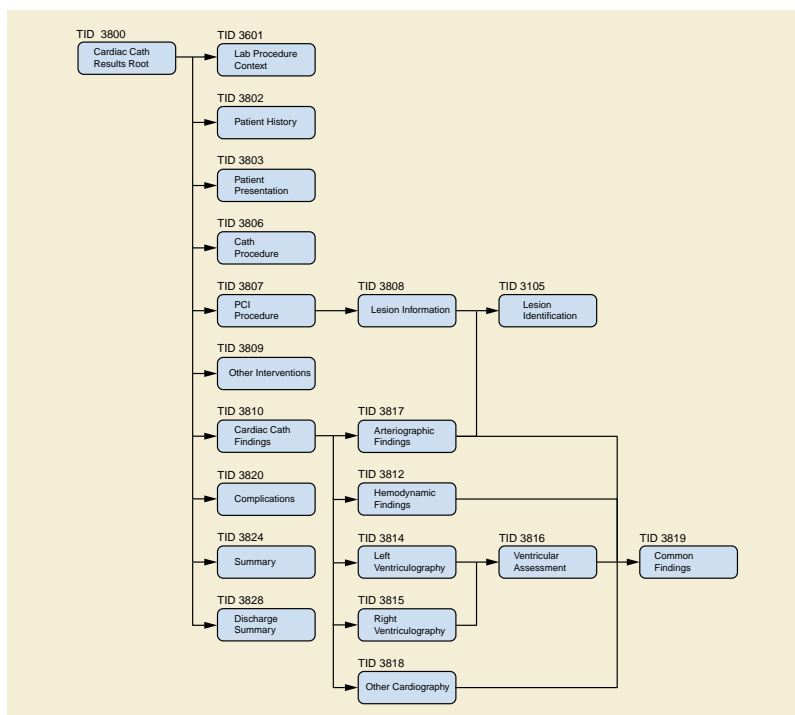 TID 3800
Cardiac Cath
Results Root
TID 3601
Lab Procedure
Context
TID 3802
Patient History
TID 3803
Patient
Presentation
TID 3806
Cath
Procedure
TID 3807
PCI
Procedure
TID 3808
Lesion Information
TID 3105
Lesion
Identification
TID 3809
Other Interventions
TID 3810
Cardiac Cath
Findings
TID 3817
Arteriographic
Findings
TID 3820
Complications
TID 3812
Hemodynamic
Findings
TID 3824
Summary
TID 3814
Left
Ventriculography
TID 3816
Ventricular
Assessment
TID 3819
Common
Findings
TID 3828
Discharge
Summary
TID 3815
Right
Ventriculography
TID 3818
Other Cardiography